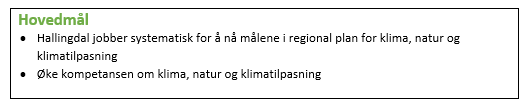 Hovedmål
• Hallingdal jobber systematisk for å nå målene i regional plan for klima, natur og
klimatilpasning
• Øke kompetansen om klima, natur og klimatilpasning